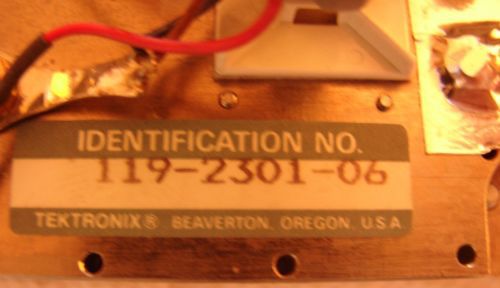 IDENTIFICATION NO.
119-2301-06
TEKTRONIX® BEAVERTON, OREGON, U.S.A.